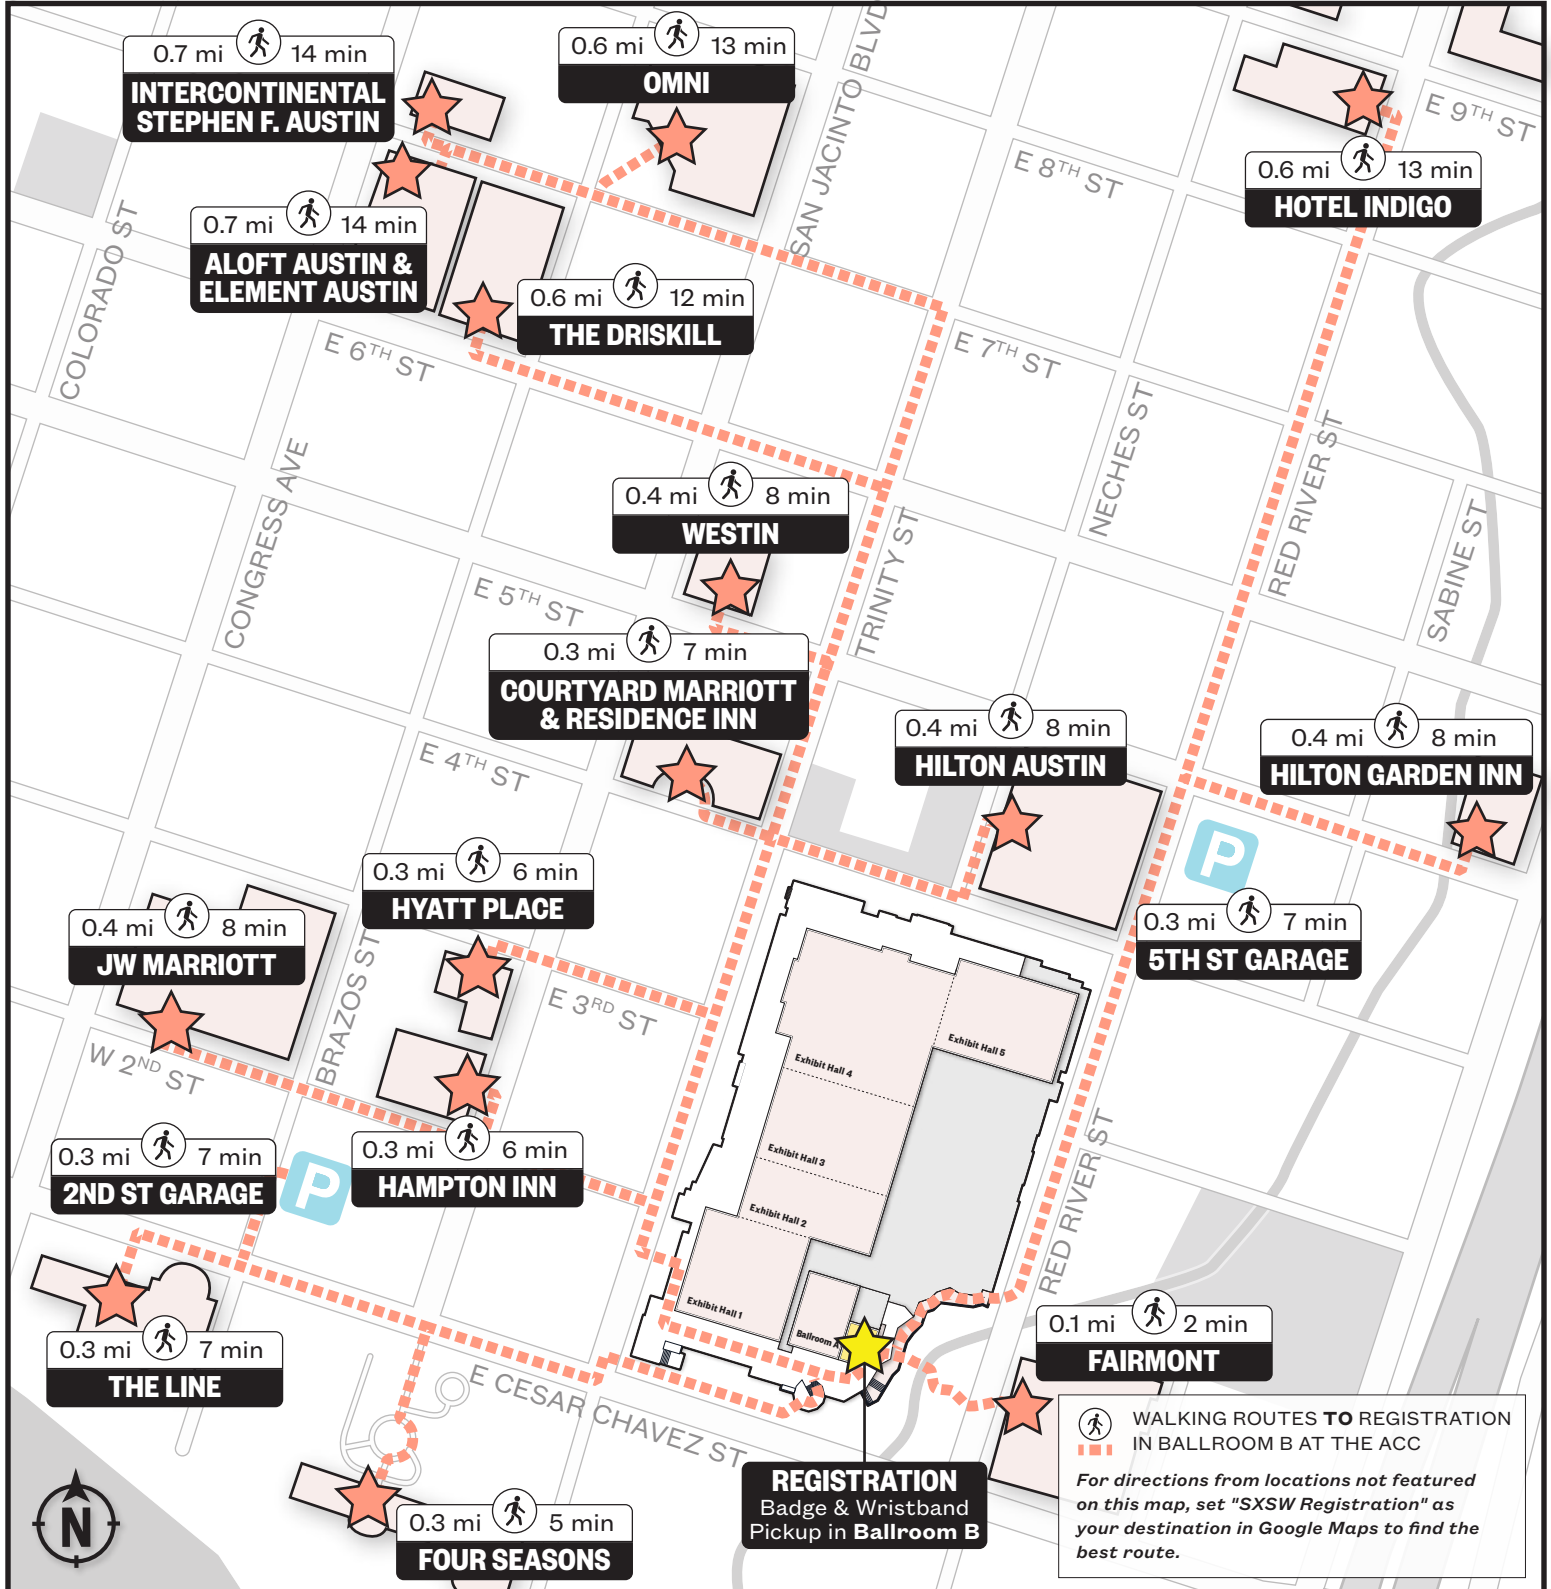 0.7 mi 14 min
INTERCONTINENTAL
STEPHEN F. AUSTIN
0.6 mi 13 min
OMNI
SAN JACINTO BLVD
E 9TH ST
E 8TH ST
0.6 mi 13 min
HOTEL INDIGO
COLORADO ST
0.7 mi 14 min
ALOFT AUSTIN &
ELEMENT AUSTIN
0.6 mi 12 min
THE DRISKILL
E 6TH ST
E 7TH ST
NECHES ST
RED RIVER ST
CONGRESS AVE
0.4 mi 8 min
WESTIN
TRINITY ST
SABINE ST
E 5TH ST
0.3 mi 7 min
COURTYARD MARRIOTT
& RESIDENCE INN
0.4 mi 8 min
HILTON AUSTIN
0.4 mi 8 min
HILTON GARDEN INN
E 4TH ST
P
0.3 mi 6 min
HYATT PLACE
0.4 mi 8 min
JW MARRIOTT
0.3 mi 7 min
5TH ST GARAGE
BRAZOS ST
E 3RD ST
W 2ND ST
Exhibit Hall 5
Exhibit Hall 4
Exhibit Hall 3
Exhibit Hall 2
Exhibit Hall 1
Ballroom A
RED RIVER ST
0.3 mi 7 min
2ND ST GARAGE
P
0.3 mi 6 min
HAMPTON INN
0.3 mi 7 min
THE LINE
0.1 mi 2 min
FAIRMONT
E CESAR CHAVEZ ST
REGISTRATION
Badge & Wristband
Pickup in Ballroom B
WALKING ROUTES TO REGISTRATION
IN BALLROOM B AT THE ACC
For directions from locations not featured
on this map, set "SXSW Registration" as
your destination in Google Maps to find the
best route.
N
0.3 mi 5 min
FOUR SEASONS